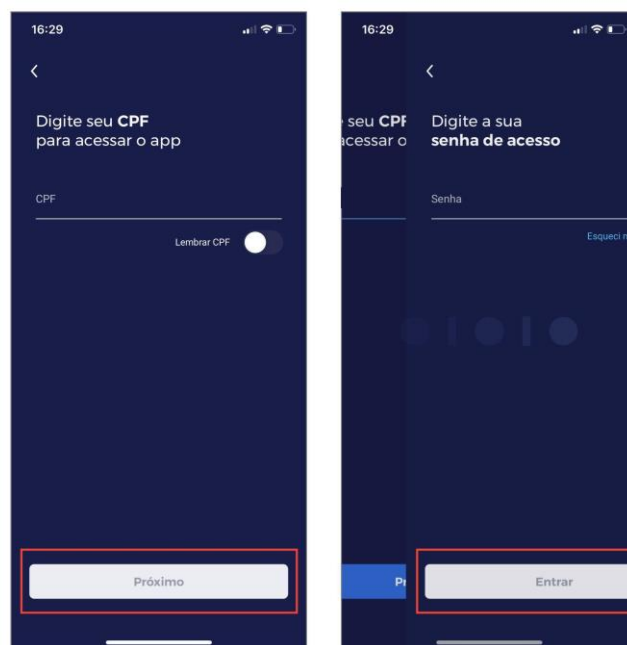 16:29
Digite seu CPF
para acessar o app
CPF
Lembrar CPF
Próximo
16:29
seu CPF
acessar o
Digite a sua
senha de acesso
Senha
Esqueci
Entrar